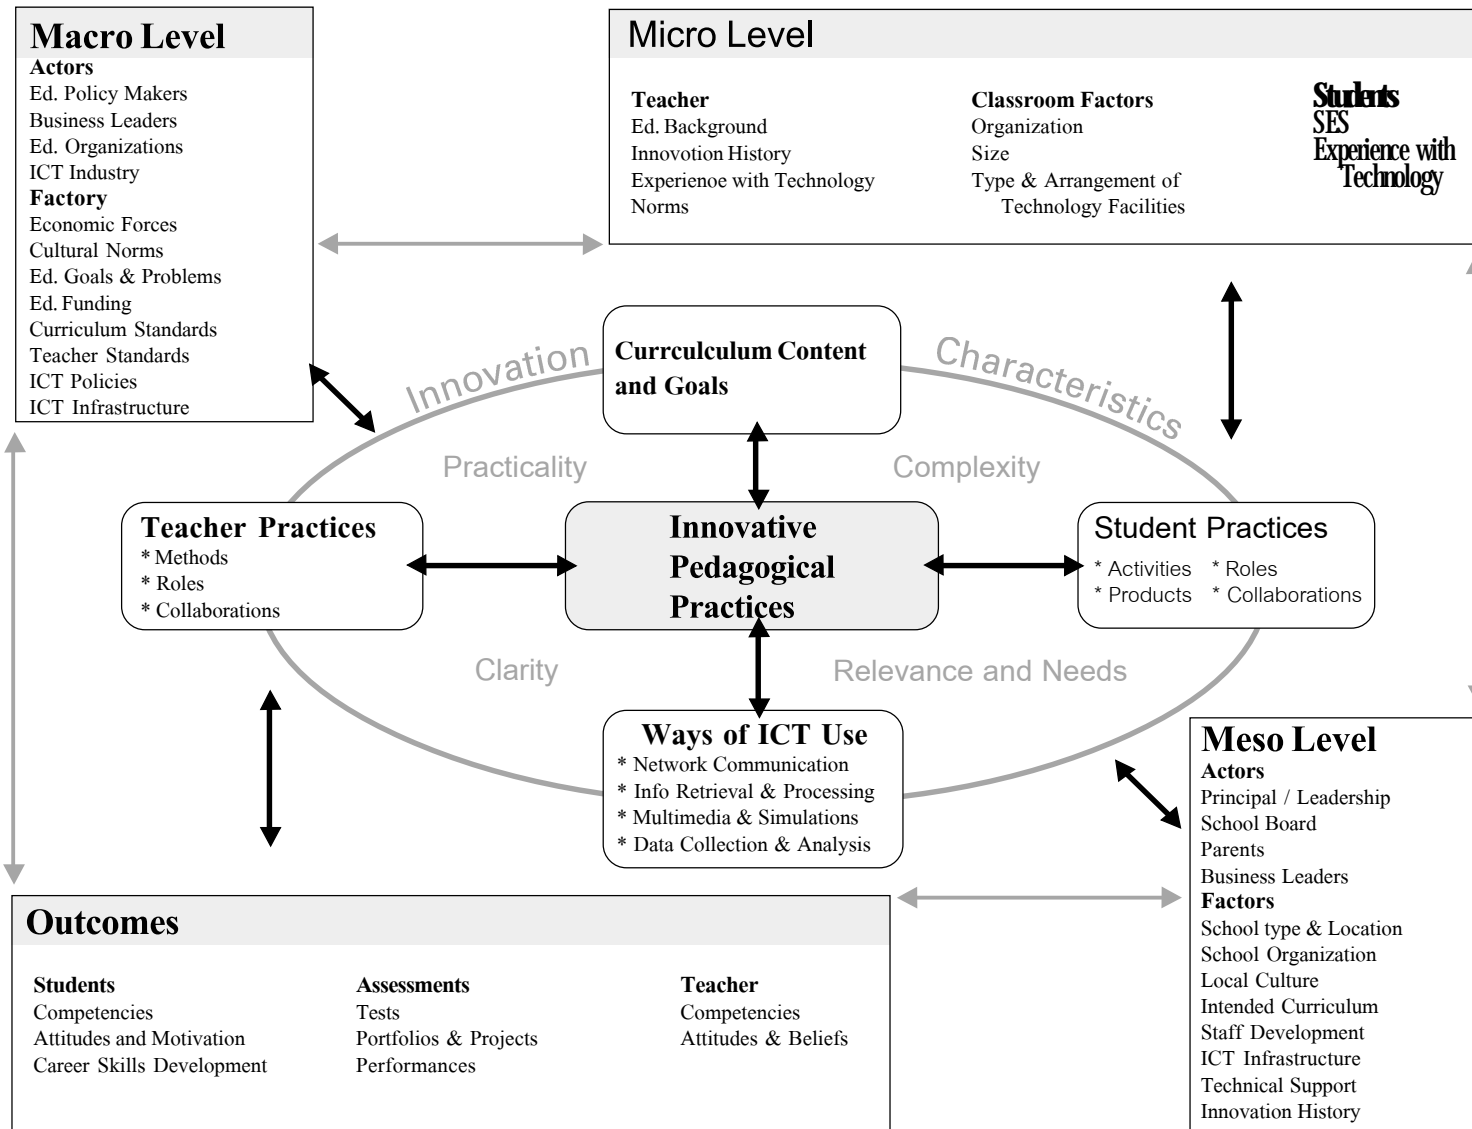 Macro Level
Actors
Ed. Policy Makers
Business Leaders
Ed. Organizations
ICT Industry
Factory
Economic Forces
Cultural Norms
Ed. Goals & Problems
Ed. Funding
Curriculum Standards
Teacher Standards
ICT Policies
ICT Infrastructure
Micro Level
Teacher
Ed. Background
Innovotion History
Experienoe with Technology
Norms
Classroom Factors
Organization
Size
Type & Arrangement of
Technology Facilities
Students
SES
Experience with
Technology
Innovation
Characteristics
Currculculum Content
and Goals
Practicality
Complexity
Teacher Practices
* Methods
* Roles
* Collaborations
Innovative
Pedagogical
Practices
Student Practices
* Activities * Roles
* Products * Collaborations
Clarity
Relevance and Needs
Ways of ICT Use
* Network Communication
* Info Retrieval & Processing
* Multimedia & Simulations
* Data Collection & Analysis
Meso Level
Actors
Principal / Leadership
School Board
Parents
Business Leaders
Factors
School type & Location
School Organization
Local Culture
Intended Curriculum
Staff Development
ICT Infrastructure
Technical Support
Innovation History
Outcomes
Students
Competencies
Attitudes and Motivation
Career Skills Development
Assessments
Tests
Portfolios & Projects
Performances
Teacher
Competencies
Attitudes & Beliefs